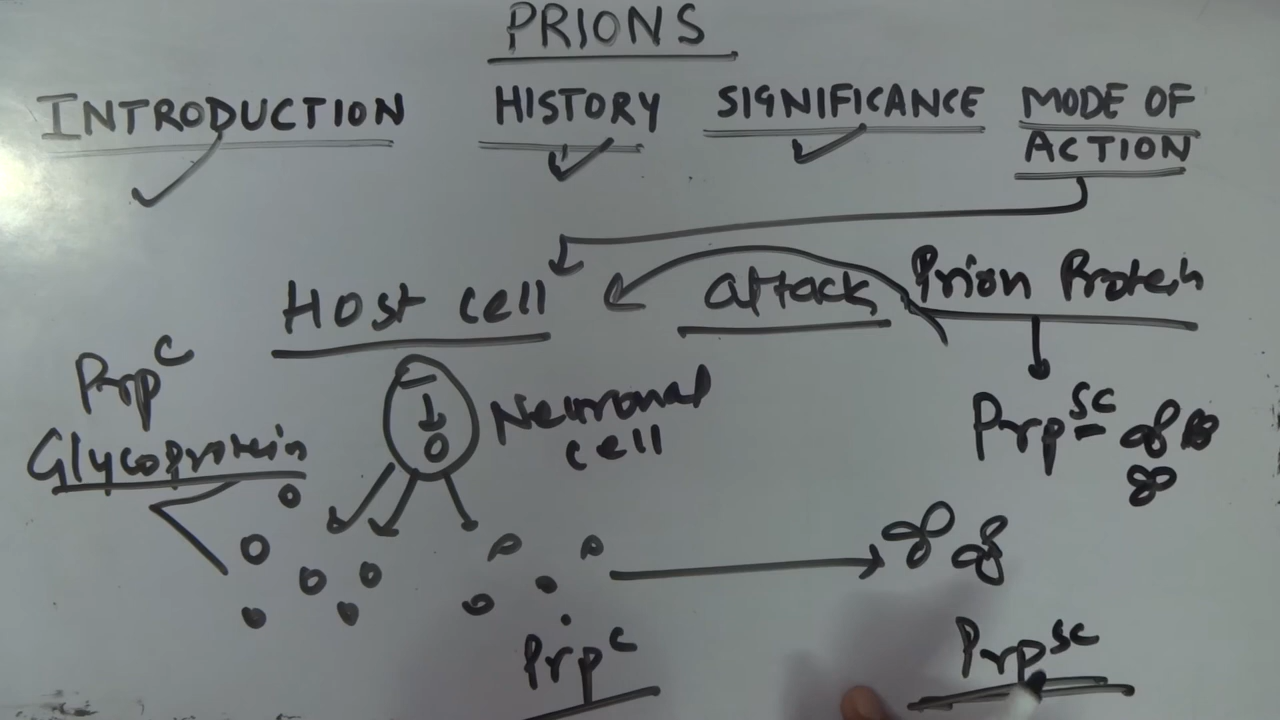 PRIONS
INTRODUCTION HISTORY SIGNIFICANCE MODE OF
ACTION
Host cell attack Prion Protein
Prp^C
Glycoprotein
Neuronal
cell
Prp^SC
Prp^C
Prp^SC